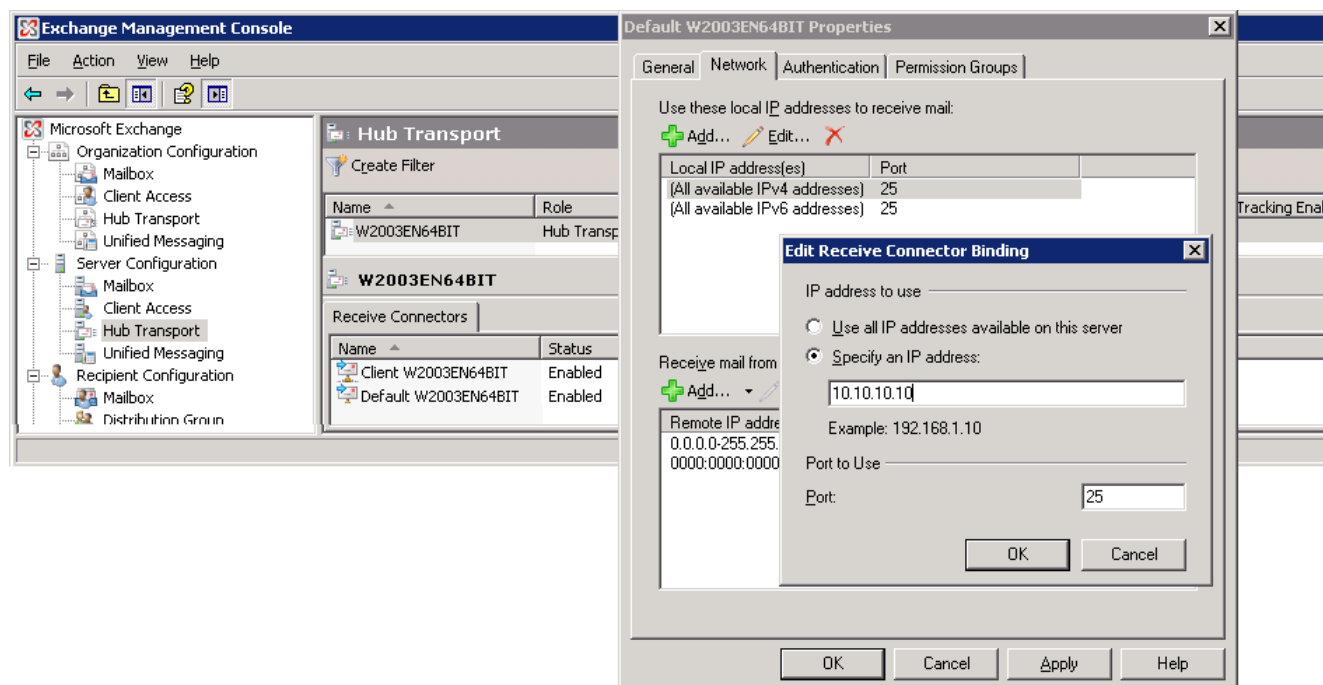 Exchange Management Console
File Action View Help
Microsoft Exchange
Organization Configuration
Mailbox
Client Access
Hub Transport
Unified Messaging
Server Configuration
Mailbox
Client Access
Hub Transport
Unified Messaging
Recipient Configuration
Mailbox
Distribution Group
Hub Transport
Create Filter
Name Role
W2003EN64BIT Hub Transp
W2003EN64BIT
Receive Connectors
Name Status
Client W2003EN64BIT Enabled
Default W2003EN64BIT Enabled
Default W2003EN64BIT Properties
General Network Authentication Permission Groups
Use these local IP addresses to receive mail:
Add... Edit...
Local IP address(es) Port
(All available IPv4 addresses) 25
(All available IPv6 addresses) 25
Receive mail from
Add...
Remote IP addre
0.0.0.0-255.255.
0000:0000:0000
Edit Receive Connector Binding
IP address to use
Use all IP addresses available on this server
Specify an IP address:
10.10.10.10
Example: 192.168.1.10
Port to Use
Port: 25
OK Cancel
OK Cancel Apply Help
Tracking Enal